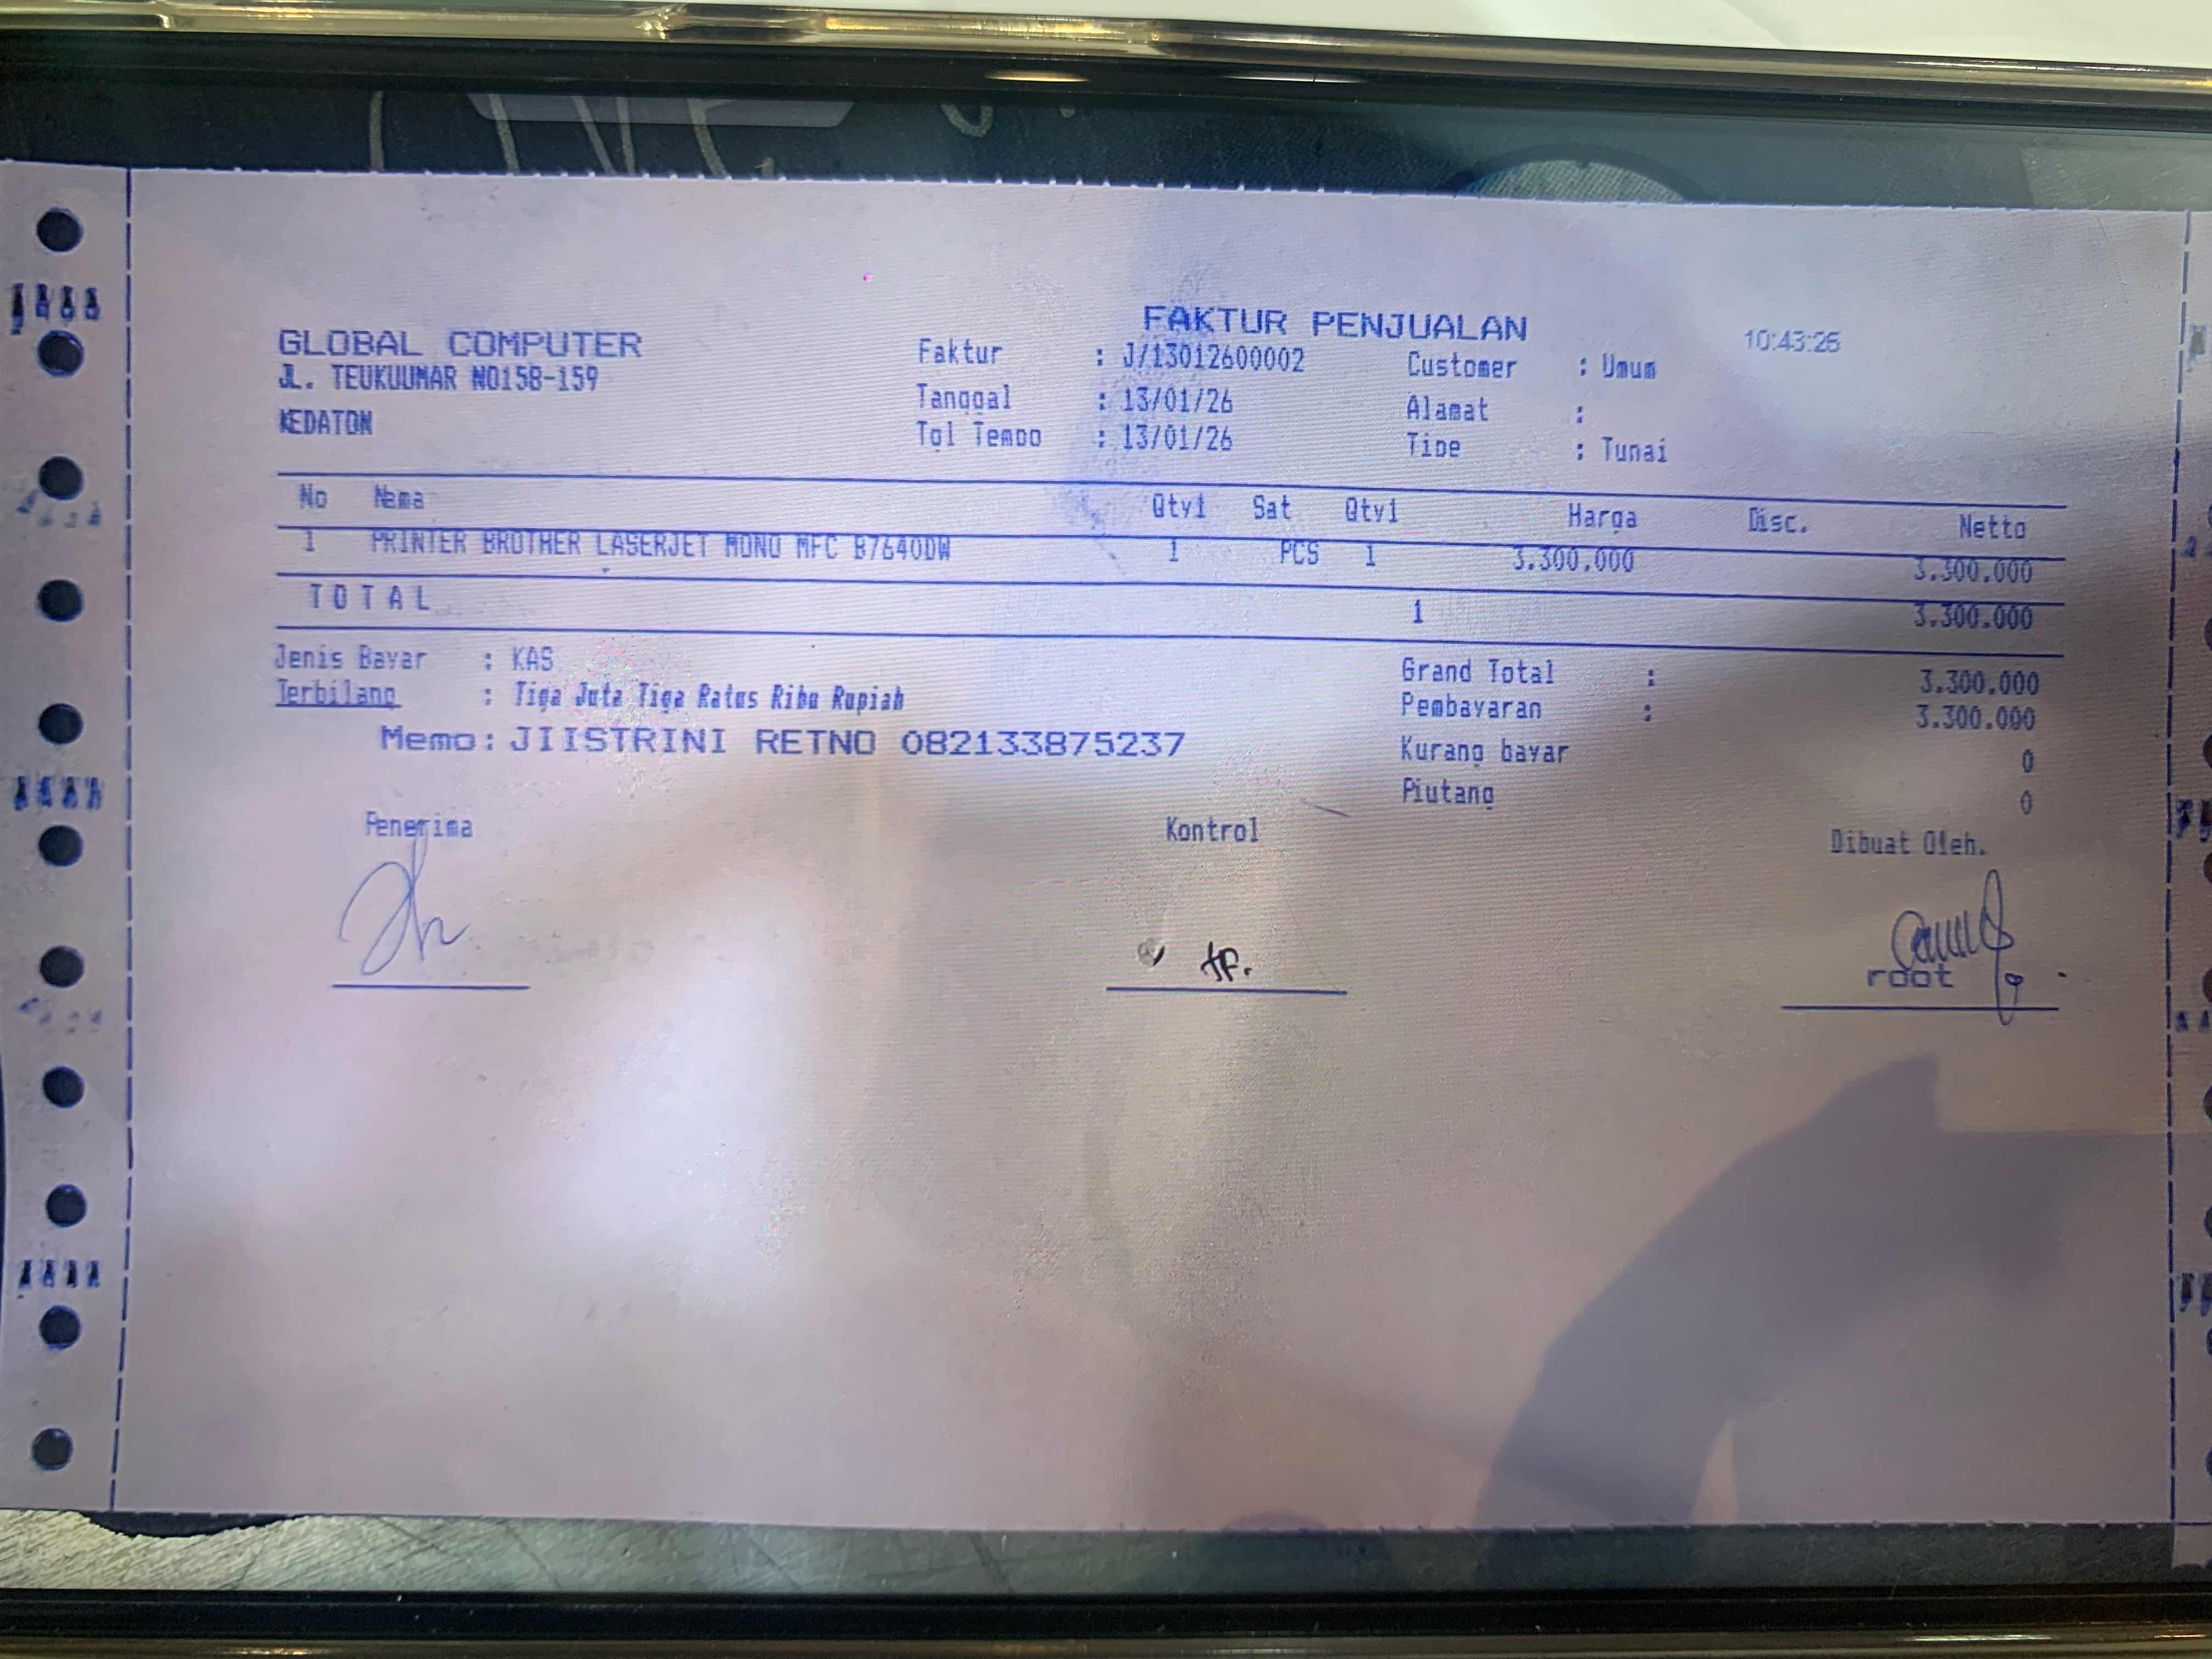 FAKTUR PENJUALAN
10:43:26
GLOBAL COMPUTER
JL. TEUKUUMAR NO158-159
KEDATON
Faktur : J/13012600002
Tanggal : 13/01/26
Tgl Tempo : 13/01/26
Customer : Umum
Alamat :
Tipe : Tunai
No Nama Qty1 Sat Qty1 Harga Disc. Netto
1 PRINTER BROTHER LASERJET MONO MFC B7640DW 1 PCS 1 3.300.000 3.300.000
TOTAL 1 3.300.000
Jenis Bayar : KAS
Terbilang : Tiga Juta Tiga Ratus Ribu Rupiah
Memo: JIISTRINI RETNO 082133875237
Grand Total : 3.300.000
Pembayaran : 3.300.000
Kurang bayar 0
Piutang 0
Penerima Kontrol Dibuat Oleh.
tf.
root